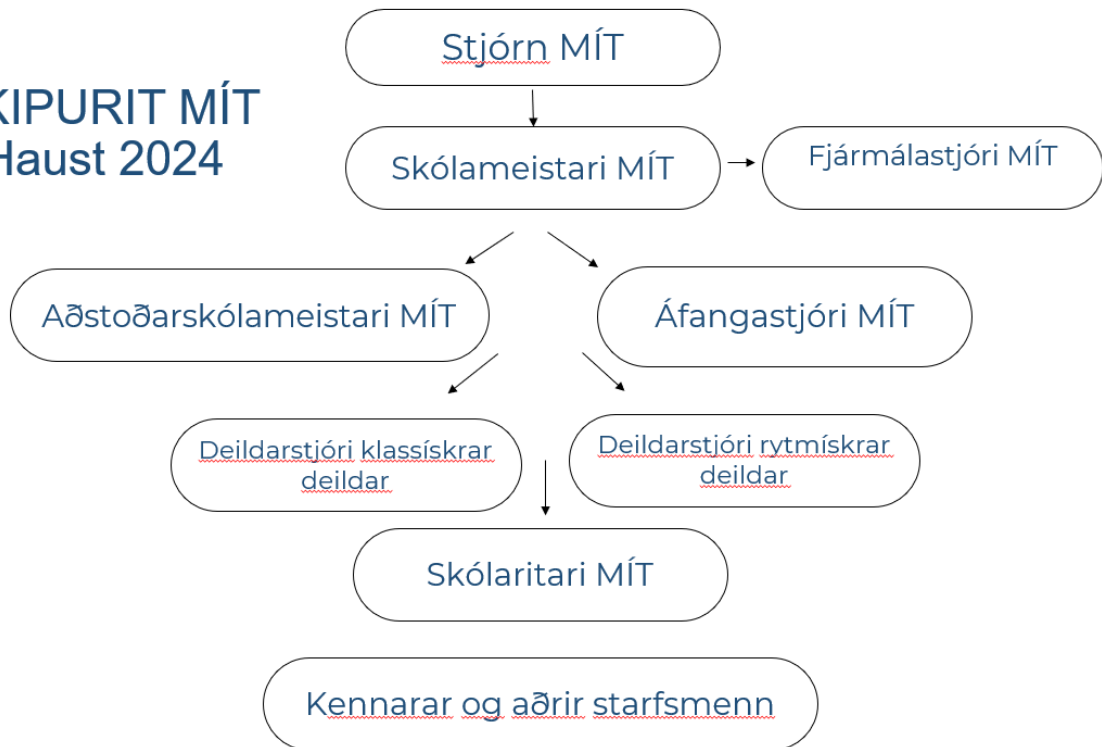 Stjórn MÍT
KIPURIT MÍT
Haust 2024
Skólameistari MÍT
Fjármálastjóri MÍT
Aðstoðarskólameistari MÍT
Áfangastjóri MÍT
Deildarstjóri klassískrar
deildar
Deildarstjóri rytmískrar
deildar
Skólaritari MÍT
Kennarar og aðrir starfsmenn